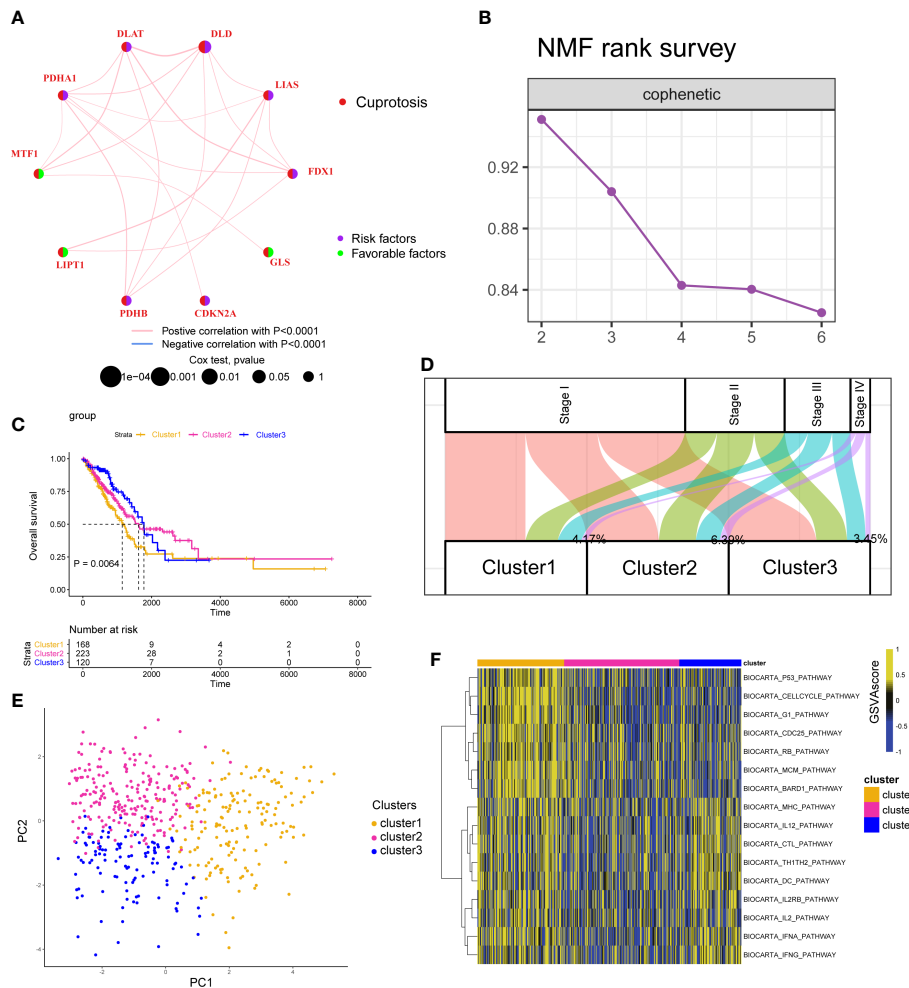 A
DLAT
DLD
PDHA1
LIAS
MTF1
FDX1
LIPT1
GLS
PDHB
CDKN2A
Cuprotosis
Risk factors
Favorable factors
Postive correlation with P<0.0001
Negative correlation with P<0.0001
Cox test, pvalue
1e−04 0.001 0.01 0.05 1
B
NMF rank survey
cophenetic
0.92
0.88
0.84
2 3 4 5 6
C
group
Strata Cluster1 Cluster2 Cluster3
1.00
0.75
0.50
0.25
0.00
Overall survival
P = 0.0064
0 2000 4000 6000 8000
Time
Number at risk
Strata
Cluster1 168 9 4 2 0
Cluster2 223 28 2 1 0
Cluster3 120 7 0 0 0
0 2000 4000 6000 8000
Time
D
Stage I Stage II Stage III Stage IV
4.17% 6.39% 3.45%
Cluster1 Cluster2 Cluster3
E
2
0
-2
-4
PC2
-2 0 2 4
PC1
Clusters
cluster1
cluster2
cluster3
F
cluster
BIOCARTA_P53_PATHWAY
BIOCARTA_CELLCYCLE_PATHWAY
BIOCARTA_G1_PATHWAY
BIOCARTA_CDC25_PATHWAY
BIOCARTA_RB_PATHWAY
BIOCARTA_MCM_PATHWAY
BIOCARTA_BARD1_PATHWAY
BIOCARTA_MHC_PATHWAY
BIOCARTA_IL12_PATHWAY
BIOCARTA_CTL_PATHWAY
BIOCARTA_TH1TH2_PATHWAY
BIOCARTA_DC_PATHWAY
BIOCARTA_IL2RB_PATHWAY
BIOCARTA_IL2_PATHWAY
BIOCARTA_IFNA_PATHWAY
BIOCARTA_IFNG_PATHWAY
GSVAscore
1
0.5
0
-0.5
-1
cluster
cluste
cluste
cluste